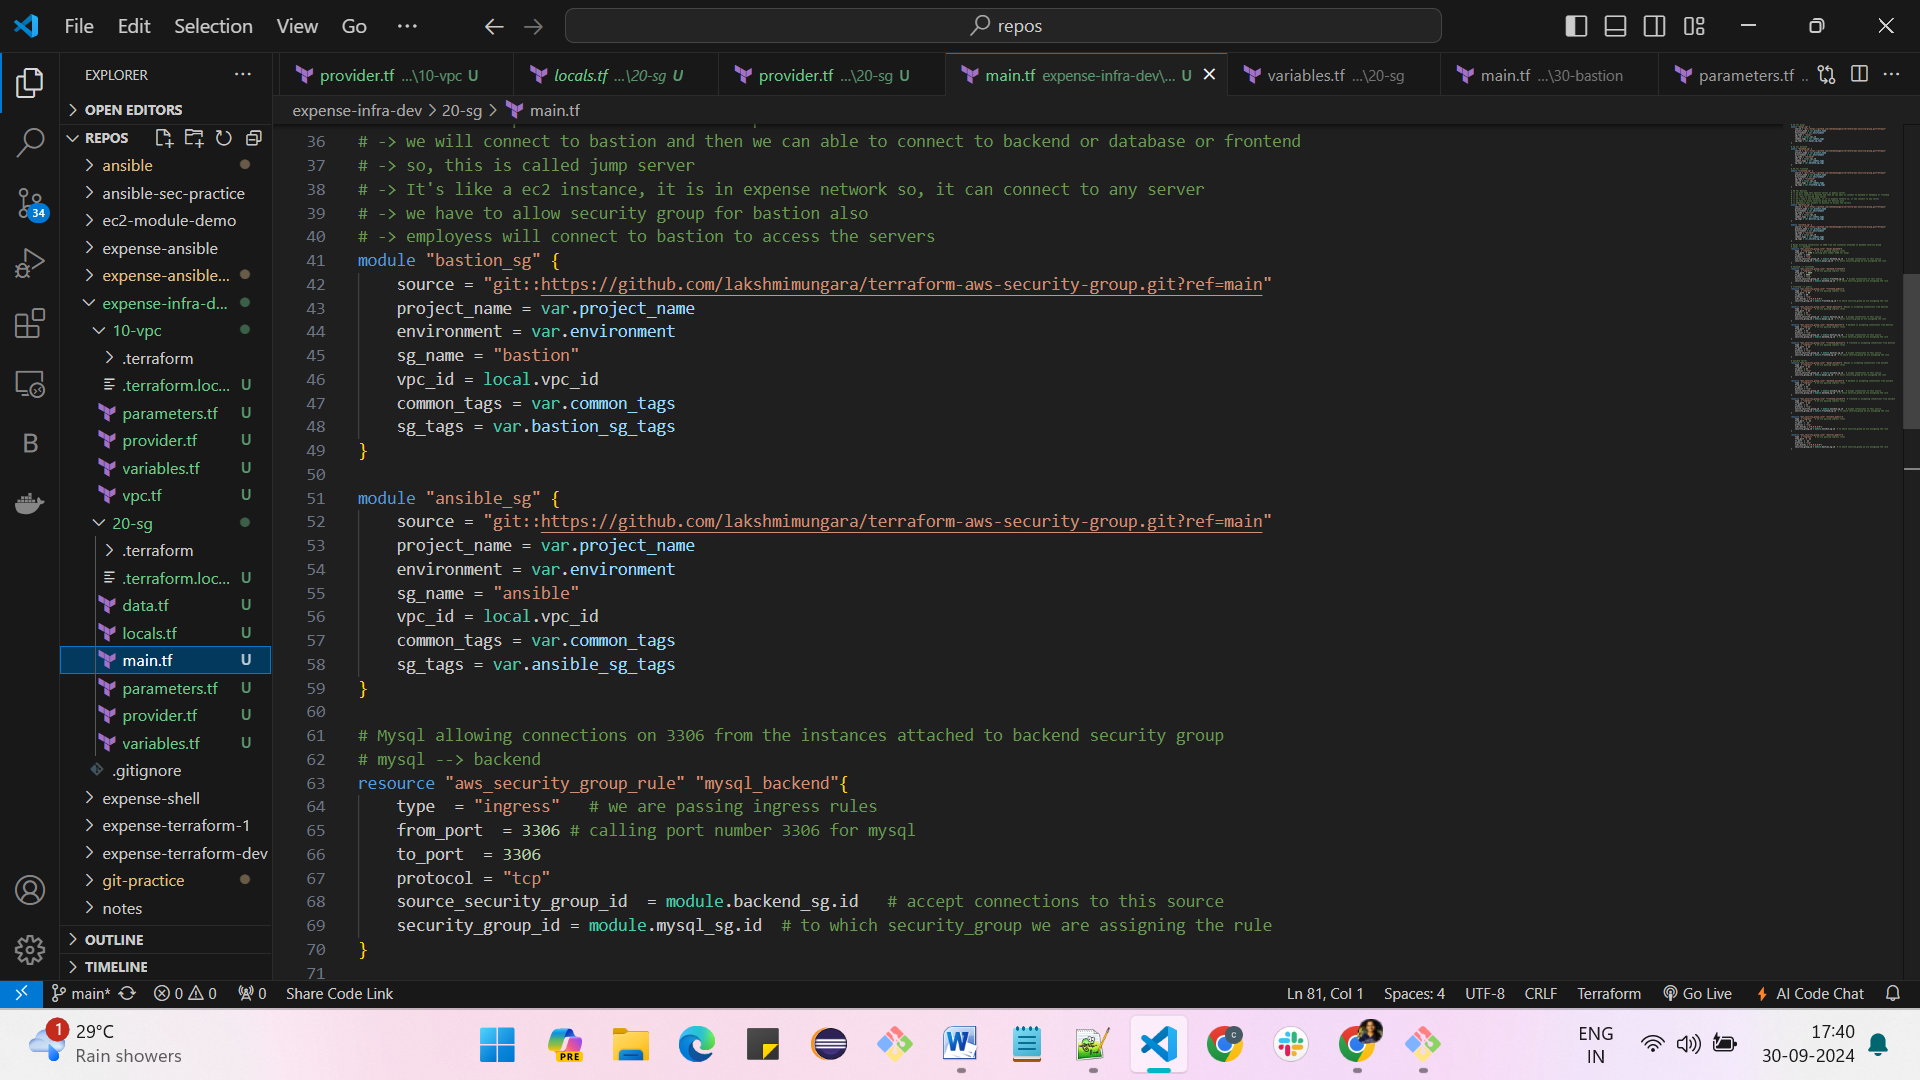 File Edit Selection View Go ···
repos
EXPLORER ···
provider.tf ...\10-vpc U
locals.tf ...\20-sg U
provider.tf ...\20-sg U
main.tf expense-infra-dev\... U
variables.tf ...\20-sg
main.tf ...\30-bastion
parameters.tf ..
OPEN EDITORS
expense-infra-dev > 20-sg > main.tf
REPOS
ansible
ansible-sec-practice
ec2-module-demo
expense-ansible
expense-ansible...
expense-infra-d...
10-vpc
.terraform
.terraform.loc... U
parameters.tf U
provider.tf U
variables.tf U
vpc.tf U
20-sg
.terraform
.terraform.loc... U
data.tf U
locals.tf U
main.tf U
parameters.tf U
provider.tf U
variables.tf U
.gitignore
expense-shell
expense-terraform-1
expense-terraform-dev
git-practice
notes
OUTLINE
TIMELINE
34
B
36 # -> we will connect to bastion and then we can able to connect to backend or database or frontend
37 # -> so, this is called jump server
38 # -> It's like a ec2 instance, it is in expense network so, it can connect to any server
39 # -> we have to allow security group for bastion also
40 # -> employess will connect to bastion to access the servers
41 module "bastion_sg" {
42 source = "git::https://github.com/lakshmimungara/terraform-aws-security-group.git?ref=main"
43 project_name = var.project_name
44 environment = var.environment
45 sg_name = "bastion"
46 vpc_id = local.vpc_id
47 common_tags = var.common_tags
48 sg_tags = var.bastion_sg_tags
49 }
50
51 module "ansible_sg" {
52 source = "git::https://github.com/lakshmimungara/terraform-aws-security-group.git?ref=main"
53 project_name = var.project_name
54 environment = var.environment
55 sg_name = "ansible"
56 vpc_id = local.vpc_id
57 common_tags = var.common_tags
58 sg_tags = var.ansible_sg_tags
59 }
60
61 # Mysql allowing connections on 3306 from the instances attached to backend security group
62 # mysql --> backend
63 resource "aws_security_group_rule" "mysql_backend"{
64 type = "ingress" # we are passing ingress rules
65 from_port = 3306 # calling port number 3306 for mysql
66 to_port = 3306
67 protocol = "tcp"
68 source_security_group_id = module.backend_sg.id # accept connections to this source
69 security_group_id = module.mysql_sg.id # to which security_group we are assigning the rule
70 }
71
main* 0 0 0 Share Code Link
Ln 81, Col 1 Spaces: 4 UTF-8 CRLF Terraform Go Live AI Code Chat
1 29°C
Rain showers
PRE
ENG
IN
17:40
30-09-2024